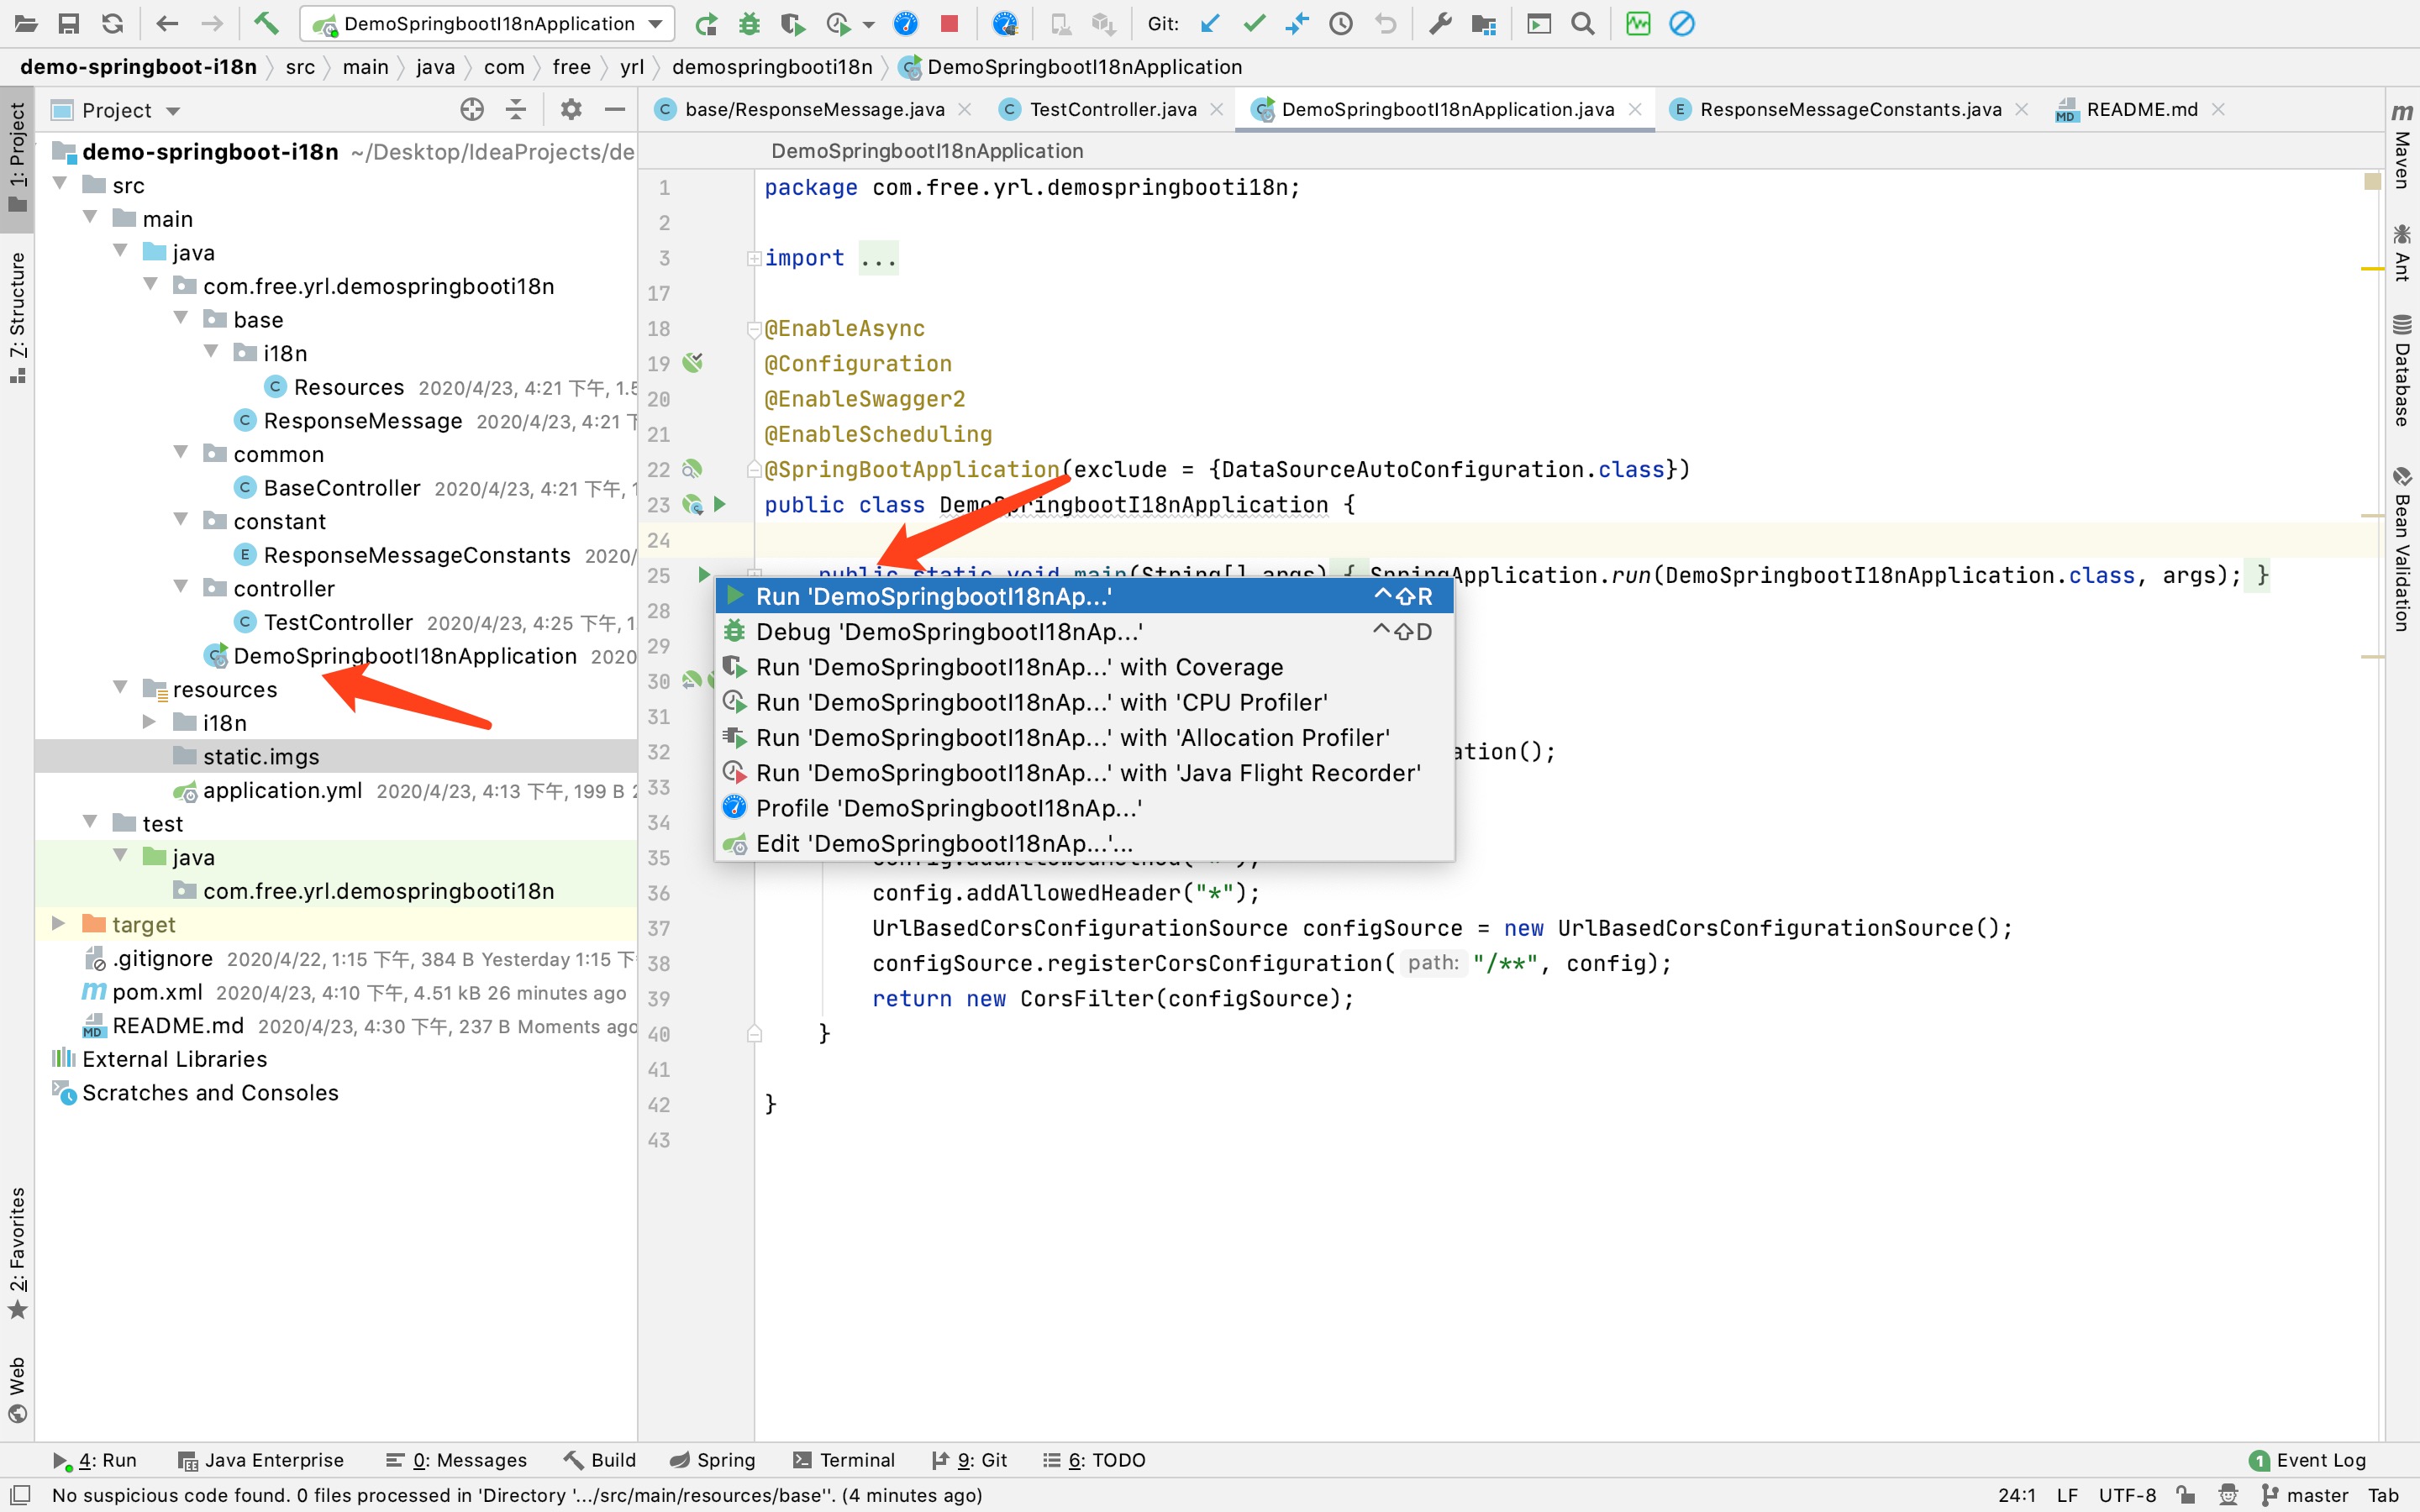 DemoSpringbootI18nApplication
Git:
demo-springboot-i18n src main java com free yrl demospringbooti18n DemoSpringbootI18nApplication
Project
base/ResponseMessage.java
TestController.java
DemoSpringbootI18nApplication.java
ResponseMessageConstants.java
README.md
1: Project
7: Structure
2: Favorites
Web
demo-springboot-i18n ~/Desktop/IdeaProjects/de
src
main
java
com.free.yrl.demospringbooti18n
base
i18n
Resources 2020/4/23, 4:21 下午, 1.5
ResponseMessage 2020/4/23, 4:21
common
BaseController 2020/4/23, 4:21 下午, 1
constant
ResponseMessageConstants 2020/
controller
TestController 2020/4/23, 4:25 下午, 1.
DemoSpringbootI18nApplication 2020
resources
i18n
static.imgs
application.yml 2020/4/23, 4:13 下午, 199 B 2
test
java
com.free.yrl.demospringbooti18n
target
.gitignore 2020/4/22, 1:15 下午, 384 B Yesterday 1:15 下
pom.xml 2020/4/23, 4:10 下午, 4.51 kB 26 minutes ago
README.md 2020/4/23, 4:30 下午, 237 B Moments ago
External Libraries
Scratches and Consoles
DemoSpringbootI18nApplication
1 package com.free.yrl.demospringbooti18n;
2
3 import ...
17
18 @EnableAsync
19 @Configuration
20 @EnableSwagger2
21 @EnableScheduling
22 @SpringBootApplication(exclude = {DataSourceAutoConfiguration.class})
23 public class DemoSpringbootI18nApplication {
24
25 public static void main(String[] args) { SpringApplication.run(DemoSpringbootI18nApplication.class, args); }
28
29
30
31
32 ation();
33
34
35 config.addAllowedMethod("*");
36 config.addAllowedHeader("*");
37 UrlBasedCorsConfigurationSource configSource = new UrlBasedCorsConfigurationSource();
38 configSource.registerCorsConfiguration( path: "/**", config);
39 return new CorsFilter(configSource);
40 }
41
42 }
43
Run 'DemoSpringbootI18nAp...' ^⇧R
Debug 'DemoSpringbootI18nAp...' ^⇧D
Run 'DemoSpringbootI18nAp...' with Coverage
Run 'DemoSpringbootI18nAp...' with 'CPU Profiler'
Run 'DemoSpringbootI18nAp...' with 'Allocation Profiler'
Run 'DemoSpringbootI18nAp...' with 'Java Flight Recorder'
Profile 'DemoSpringbootI18nAp...'
Edit 'DemoSpringbootI18nAp...'...
Maven
Ant
Database
Bean Validation
4: Run
Java Enterprise
0: Messages
Build
Spring
Terminal
9: Git
6: TODO
1 Event Log
No suspicious code found. 0 files processed in 'Directory '.../src/main/resources/base''. (4 minutes ago)
24:1 LF UTF-8 master Tab